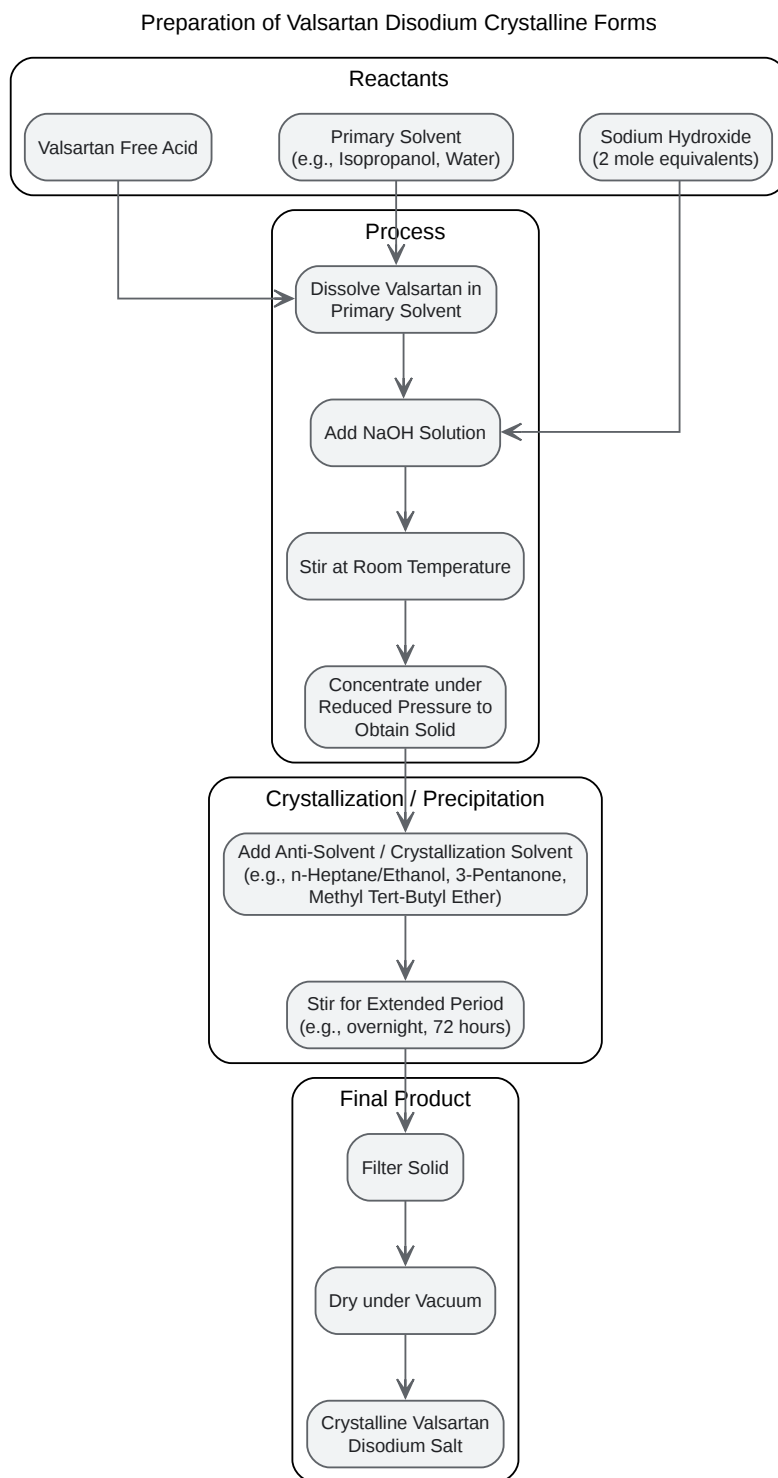 Preparation of Valsartan Disodium Crystalline Forms
Reactants
Valsartan Free Acid
Primary Solvent
(e.g., Isopropanol, Water)
Sodium Hydroxide
(2 mole equivalents)
Process
Dissolve Valsartan in
Primary Solvent
Add NaOH Solution
Stir at Room Temperature
Concentrate under
Reduced Pressure to
Obtain Solid
Crystallization / Precipitation
Add Anti-Solvent / Crystallization Solvent
(e.g., n-Heptane/Ethanol, 3-Pentanone,
Methyl Tert-Butyl Ether)
Stir for Extended Period
(e.g., overnight, 72 hours)
Final Product
Filter Solid
Dry under Vacuum
Crystalline Valsartan
Disodium Salt